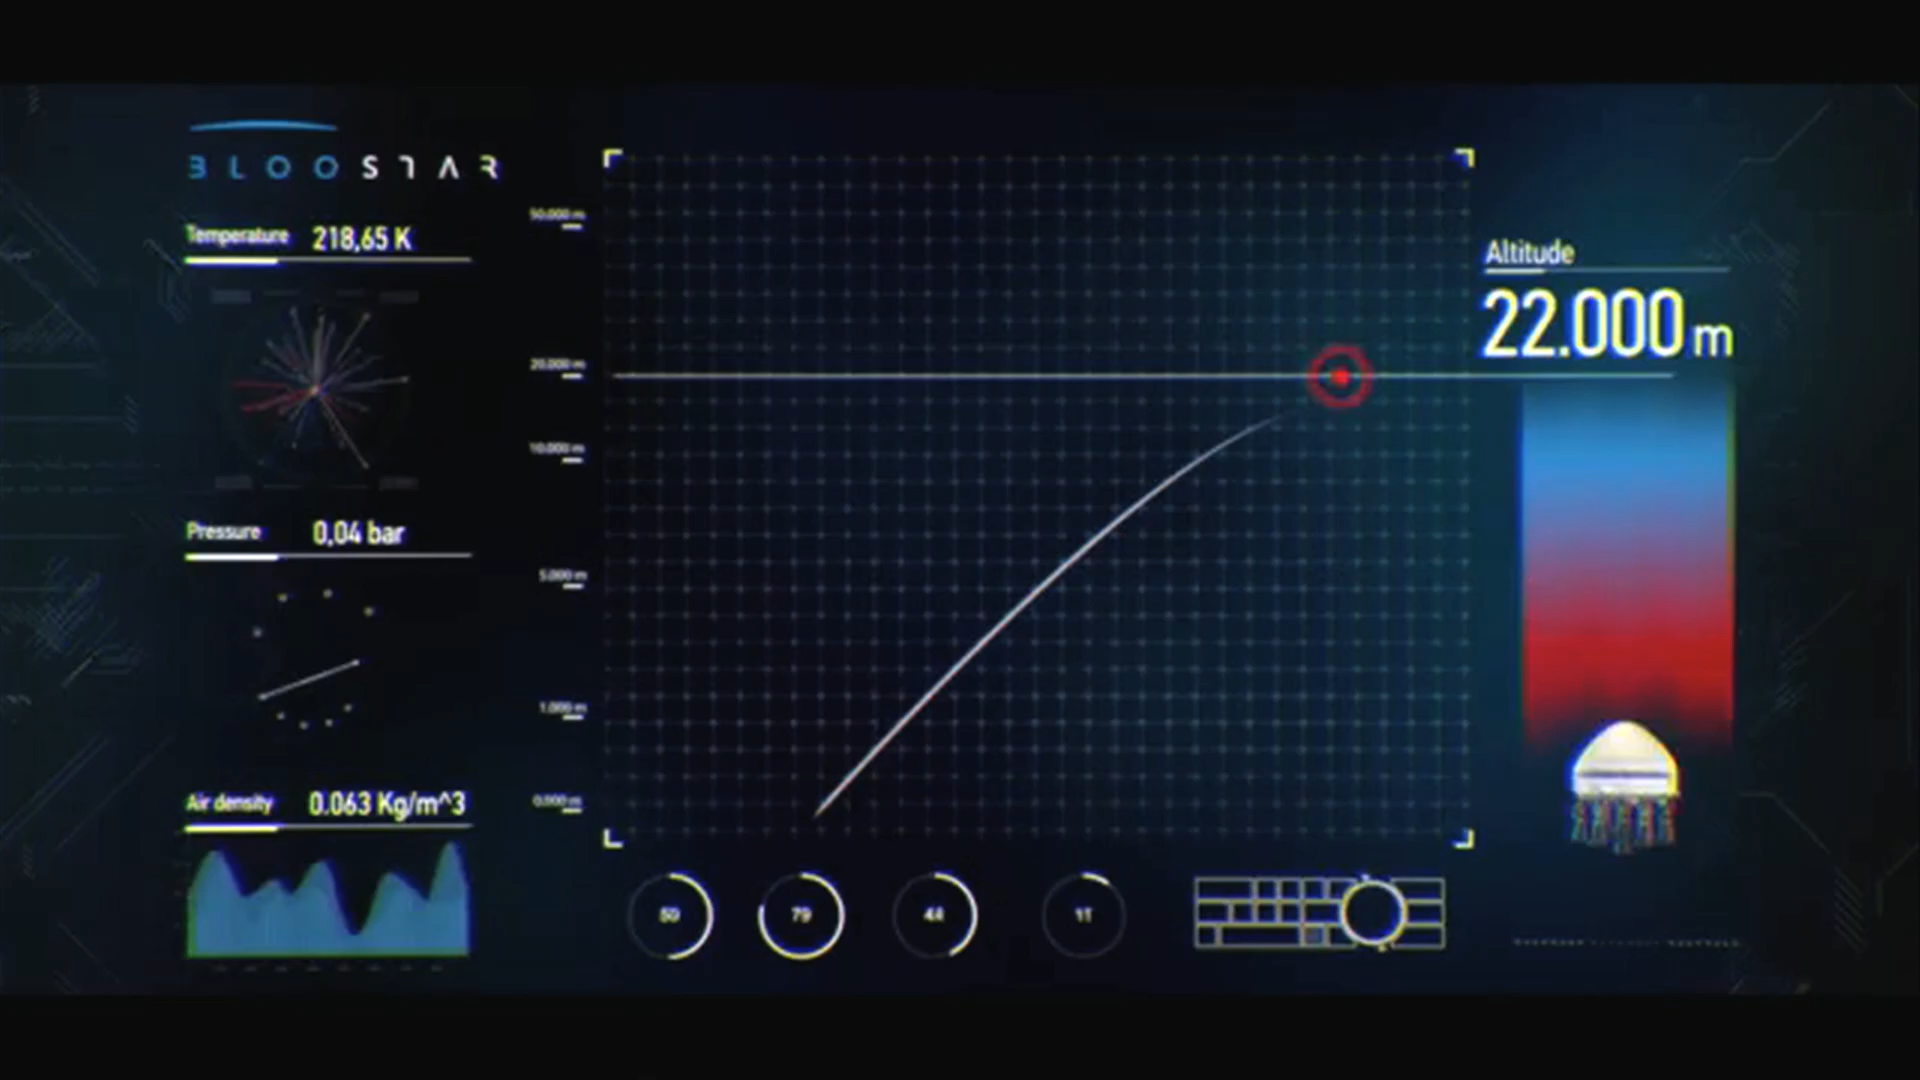 BLOOSTAR
Temperature 218,65 K
Pressure 0,04 bar
Air density 0.063 Kg/m^3
50.000 m
20.000 m
10.000 m
5.000 m
1.000 m
0.000 m
Altitude
22.000 m
79
44
11